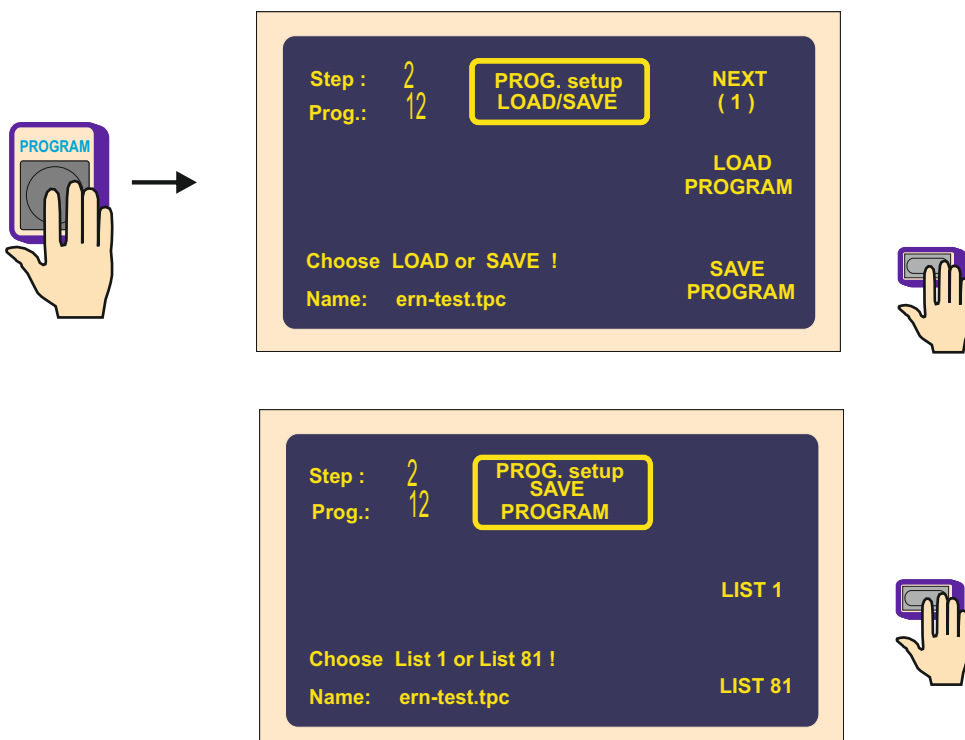 PROGRAM
Step : 2
Prog.: 12
PROG. setup
LOAD/SAVE
NEXT
( 1 )
LOAD
PROGRAM
Choose LOAD or SAVE !
Name: ern-test.tpc
SAVE
PROGRAM
Step : 2
Prog.: 12
PROG. setup
SAVE
PROGRAM
LIST 1
Choose List 1 or List 81 !
Name: ern-test.tpc
LIST 81